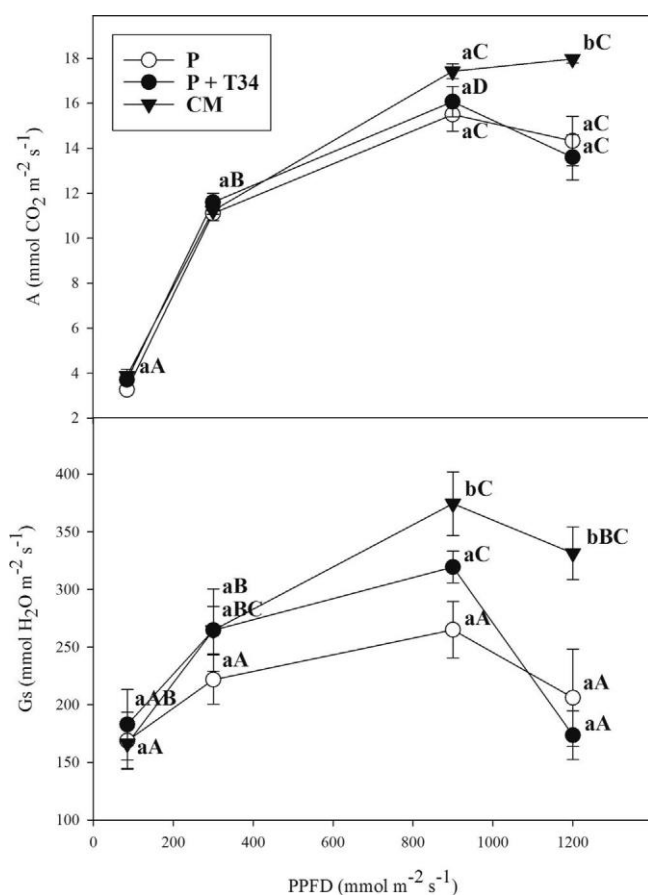 18
16
14
12
10
8
6
4
2
A (mmol CO₂ m⁻² s⁻¹)
P
P + T34
CM
aA
aB
aC
aD
aC
bC
aC
aC
400
350
300
250
200
150
100
Gs (mmol H₂O m⁻² s⁻¹)
aAB
aA
aB
aBC
aA
bC
aC
aA
bBC
aA
aA
0
200
400
600
800
1000
1200
PPFD (mmol m⁻² s⁻¹)